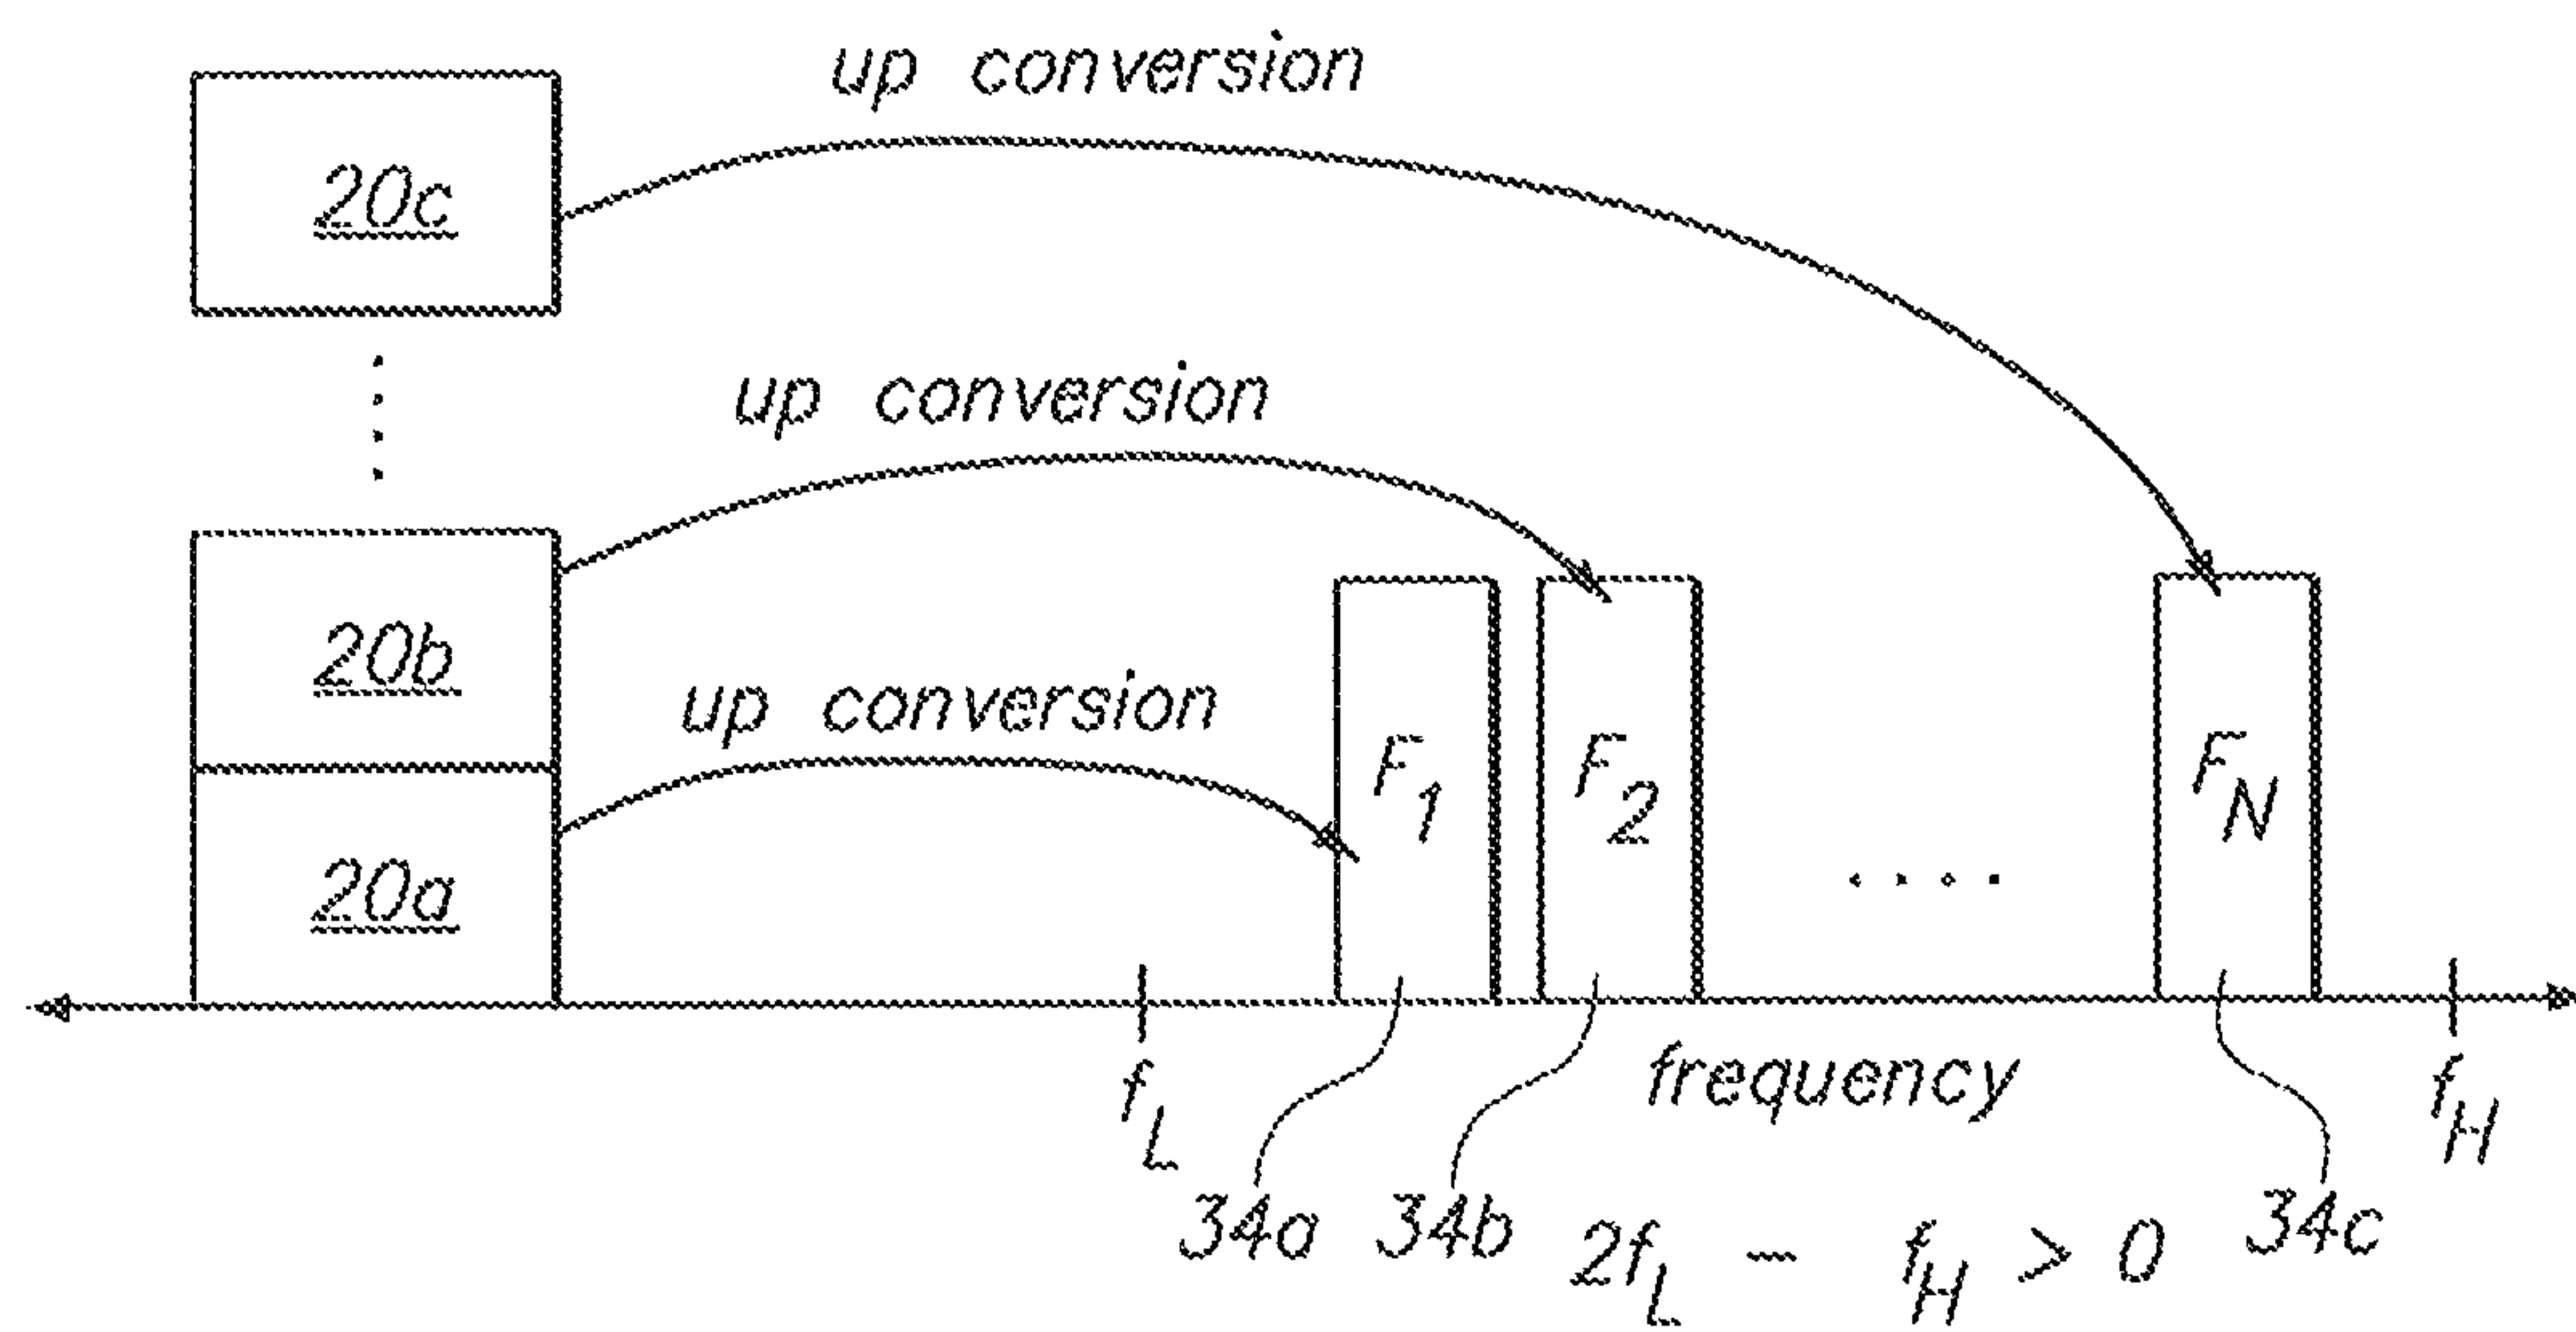 up conversion
20c
up conversion
20b
up conversion
F1
F2
FN
20a
fL
frequency
fH
34a
34b
2fL - fH > 0
34c